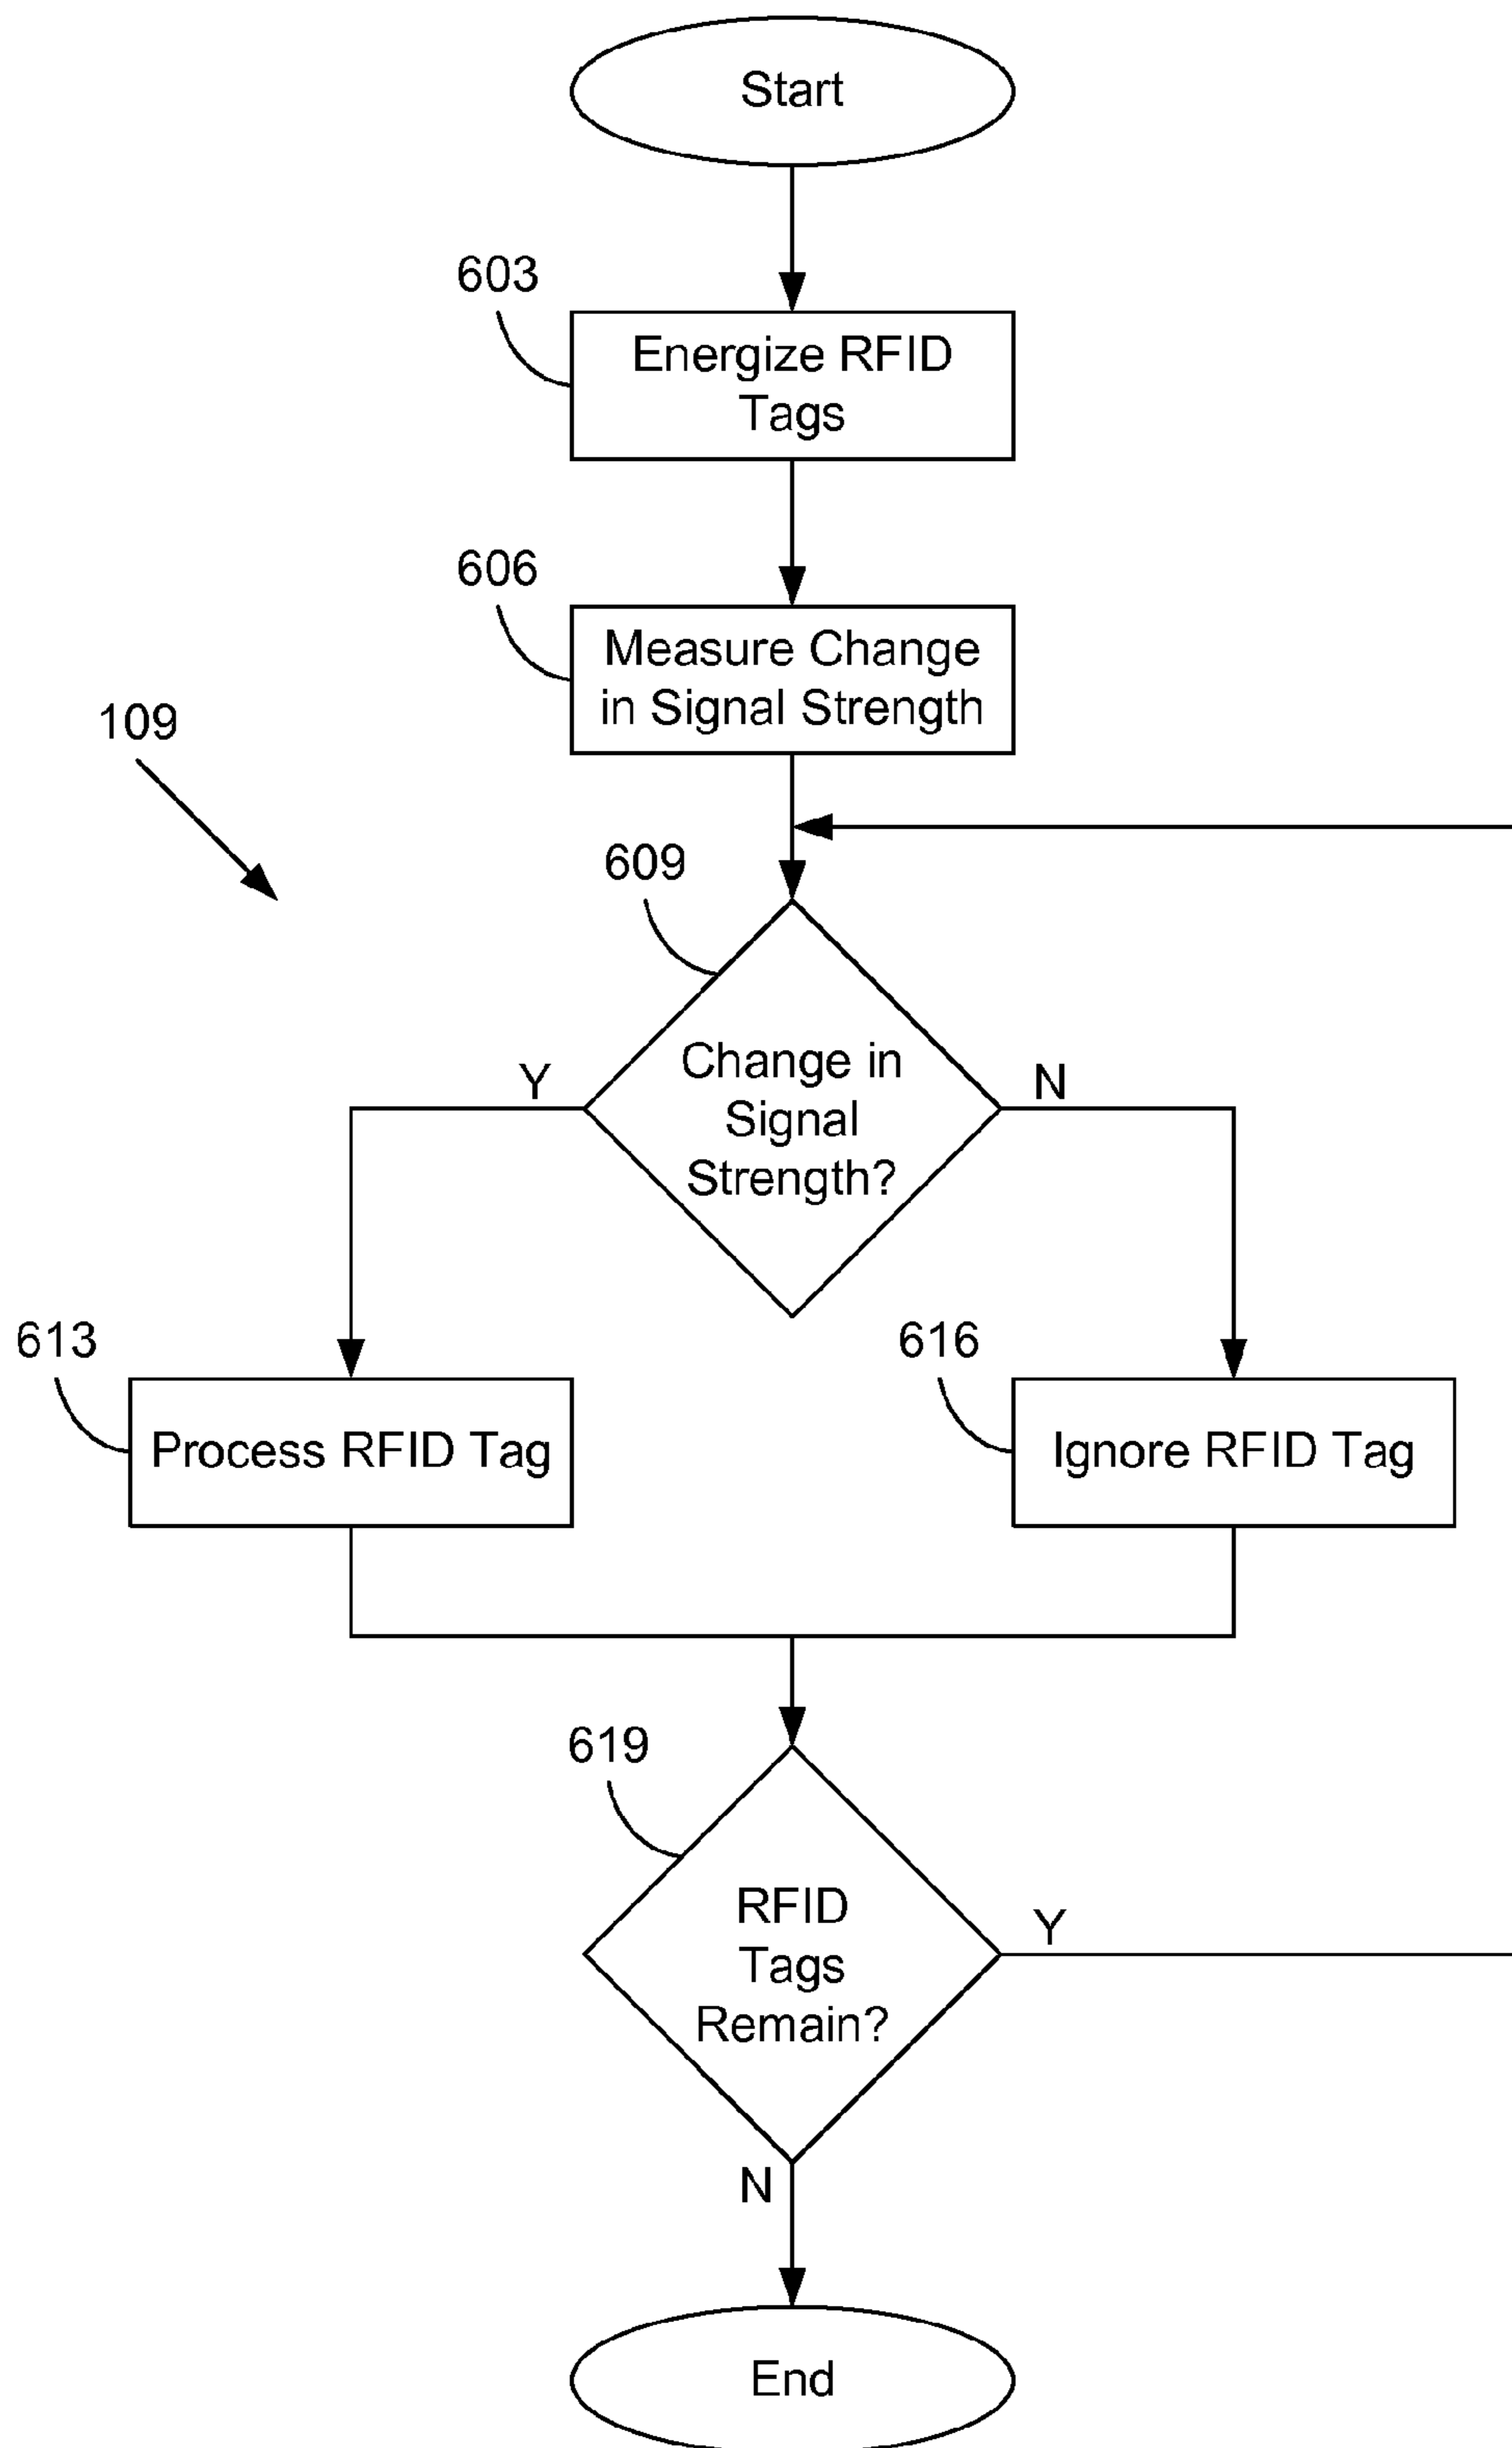 Start
603
Energize RFID
Tags
606
Measure Change
in Signal Strength
109
609
Change in
Signal
Strength?
Y
N
613
Process RFID Tag
616
Ignore RFID Tag
619
RFID
Tags
Remain?
Y
N
End